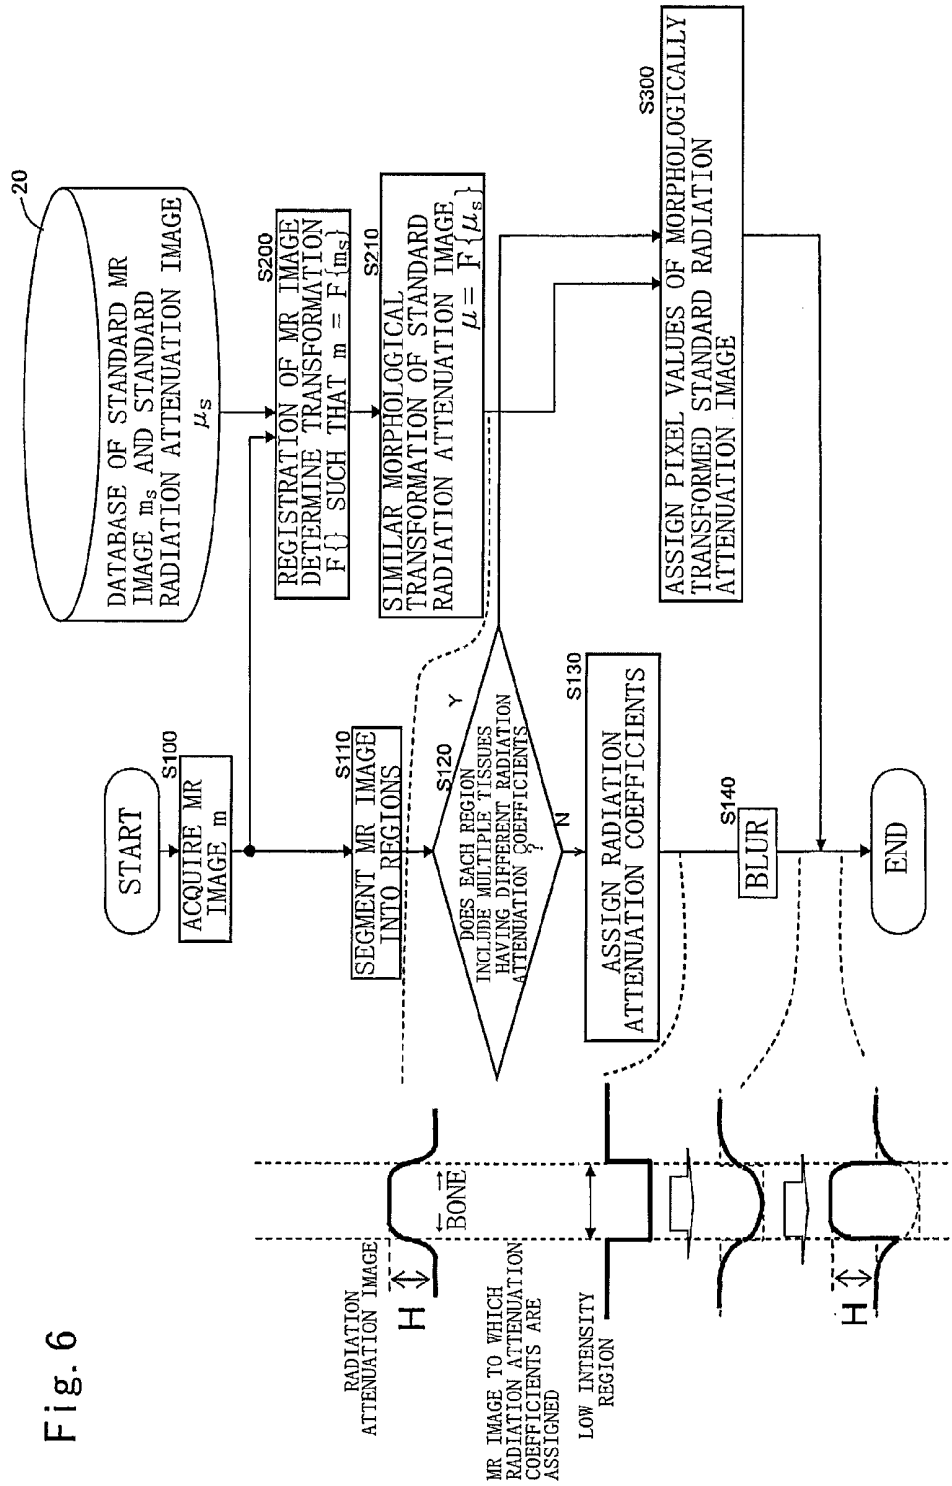 Fig. 6
START
S100
ACQUIRE MR
IMAGE m
20
DATABASE OF STANDARD MR
IMAGE ms AND STANDARD
RADIATION ATTENUATION IMAGE
μs
S200
REGISTRATION OF MR IMAGE
DETERMINE TRANSFORMATION
F{} SUCH THAT m = F{ms}
S210
SIMILAR MORPHOLOGICAL
TRANSFORMATION OF STANDARD
RADIATION ATTENUATION IMAGE
μ = F{μs}
S110
SEGMENT MR IMAGE
INTO REGIONS
S120
DOES EACH REGION
INCLUDE MULTIPLE TISSUES
HAVING DIFFERENT RADIATION
ATTENUATION COEFFICIENTS
?
Y
N
S130
ASSIGN RADIATION
ATTENUATION COEFFICIENTS
S140
BLUR
S300
ASSIGN PIXEL VALUES OF MORPHOLOGICALLY
TRANSFORMED STANDARD RADIATION
ATTENUATION IMAGE
END
RADIATION
ATTENUATION IMAGE
H
BONE
MR IMAGE TO WHICH
RADIATION ATTENUATION
COEFFICIENTS ARE
ASSIGNED
LOW INTENSITY
REGION
H